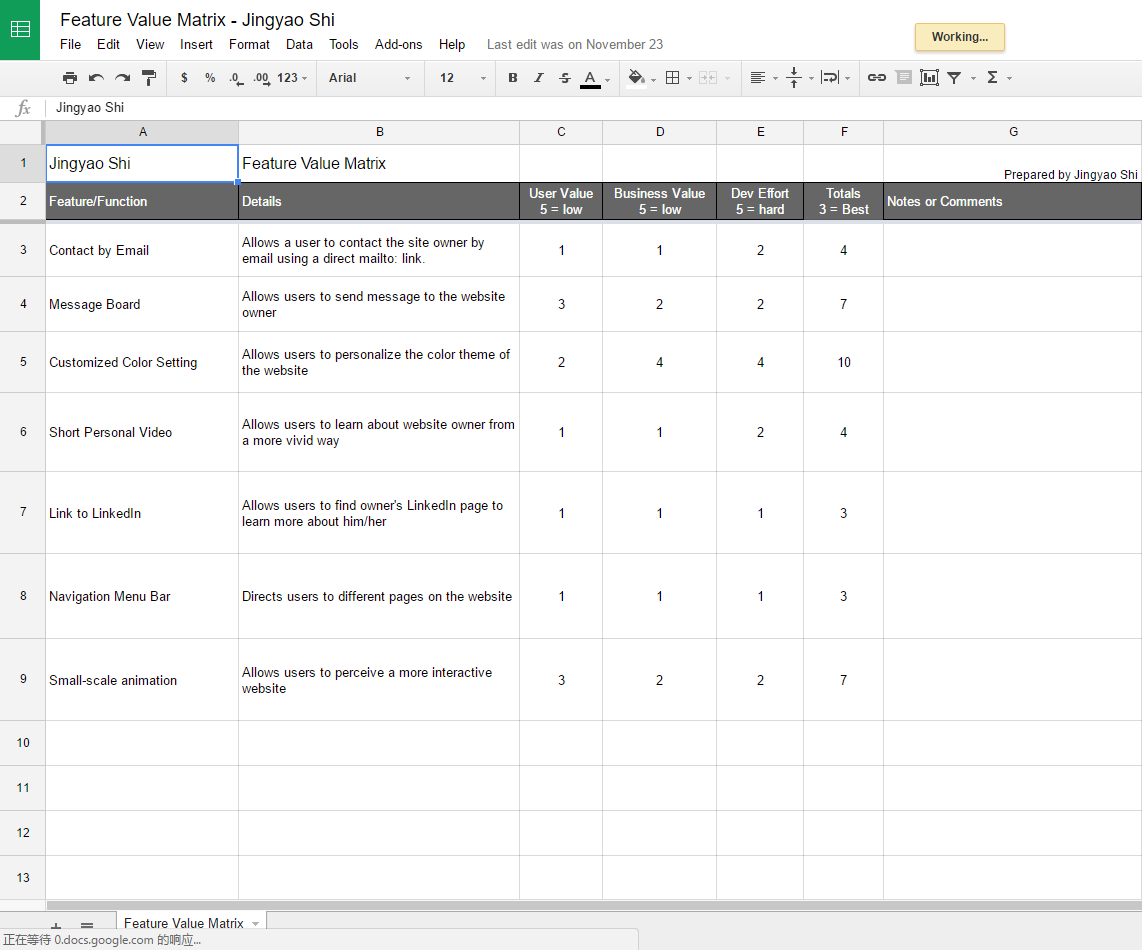 Feature Value Matrix - Jingyao Shi
File Edit View Insert Format Data Tools Add-ons Help Last edit was on November 23
Working...
$ % .0 .00 123 Arial 12 B I S A Σ
fx Jingyao Shi
A B C D E F G
1 Jingyao Shi Feature Value Matrix Prepared by Jingyao Shi
2 Feature/Function Details User Value Business Value Dev Effort Totals Notes or Comments
5 = low 5 = low 5 = hard 3 = Best
3 Contact by Email Allows a user to contact the site owner by 1 1 2 4
email using a direct mailto: link.
4 Message Board Allows users to send message to the website 3 2 2 7
owner
5 Customized Color Setting Allows users to personalize the color theme of 2 4 4 10
the website
6 Short Personal Video Allows users to learn about website owner from 1 1 2 4
a more vivid way
7 Link to LinkedIn Allows users to find owner's LinkedIn page to 1 1 1 3
learn more about him/her
8 Navigation Menu Bar Directs users to different pages on the website 1 1 1 3
9 Small-scale animation Allows users to perceive a more interactive 3 2 2 7
website
10
11
12
13
Feature Value Matrix
正在等待 0.docs.google.com 的响应...